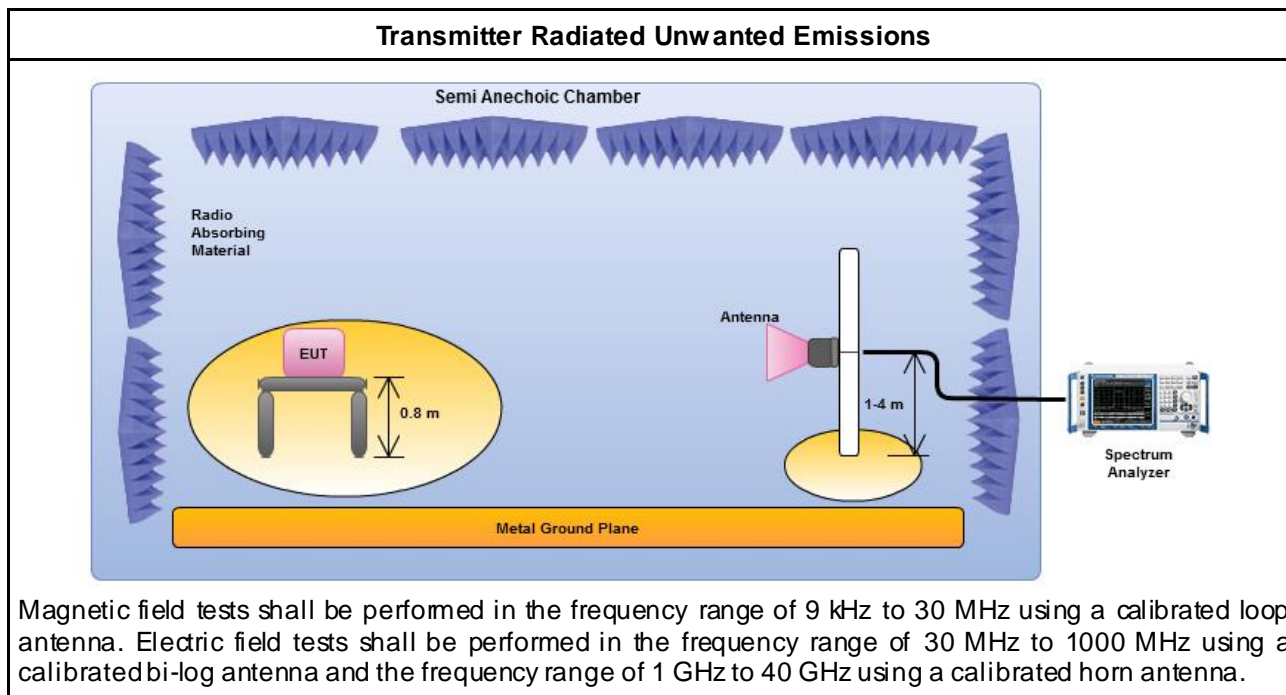 Transmitter Radiated Unwanted Emissions
Semi Anechoic Chamber
Radio
Absorbing
Material
Antenna
EUT
0.8 m
1-4 m
Spectrum
Analyzer
Metal Ground Plane
Magnetic field tests shall be performed in the frequency range of 9 kHz to 30 MHz using a calibrated loop
antenna. Electric field tests shall be performed in the frequency range of 30 MHz to 1000 MHz using a
calibrated bi-log antenna and the frequency range of 1 GHz to 40 GHz using a calibrated horn antenna.